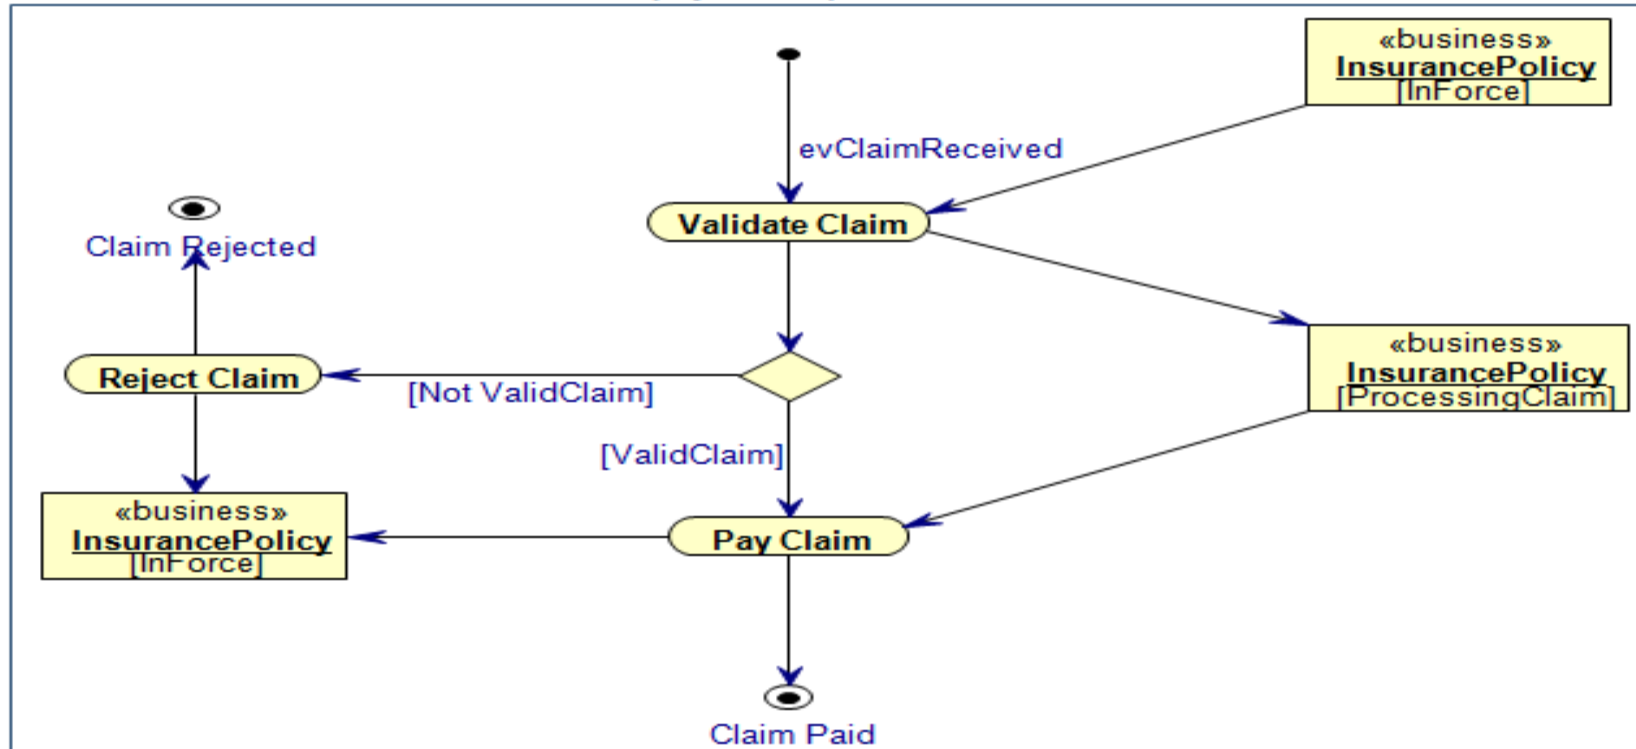 «business»
InsurancePolicy
[InForce]
evClaimReceived
Validate Claim
Claim Rejected
«business»
InsurancePolicy
[ProcessingClaim]
Reject Claim
[Not ValidClaim]
[ValidClaim]
«business»
InsurancePolicy
[InForce]
Pay Claim
Claim Paid